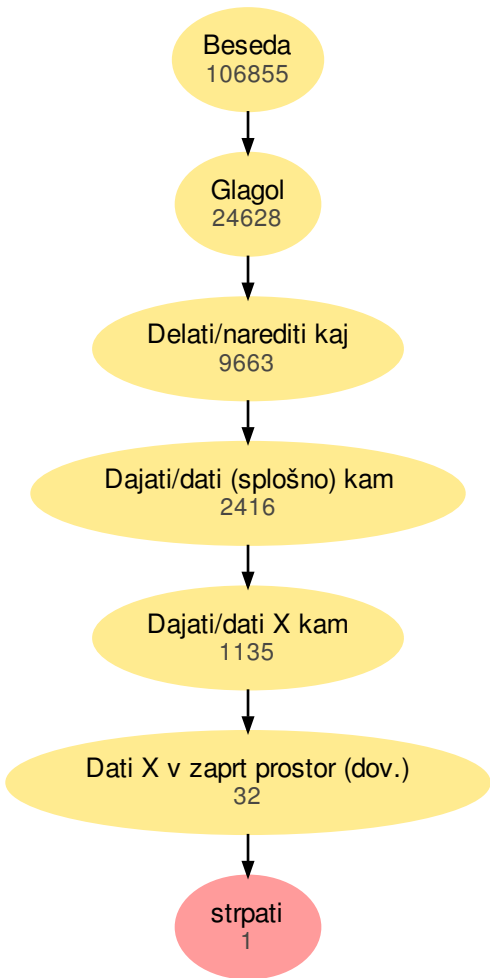 Beseda
106855
Glagol
24628
Delati/narediti kaj
9663
Dajati/dati (splošno) kam
2416
Dajati/dati X kam
1135
Dati X v zaprt prostor (dov.)
32
strpati
1